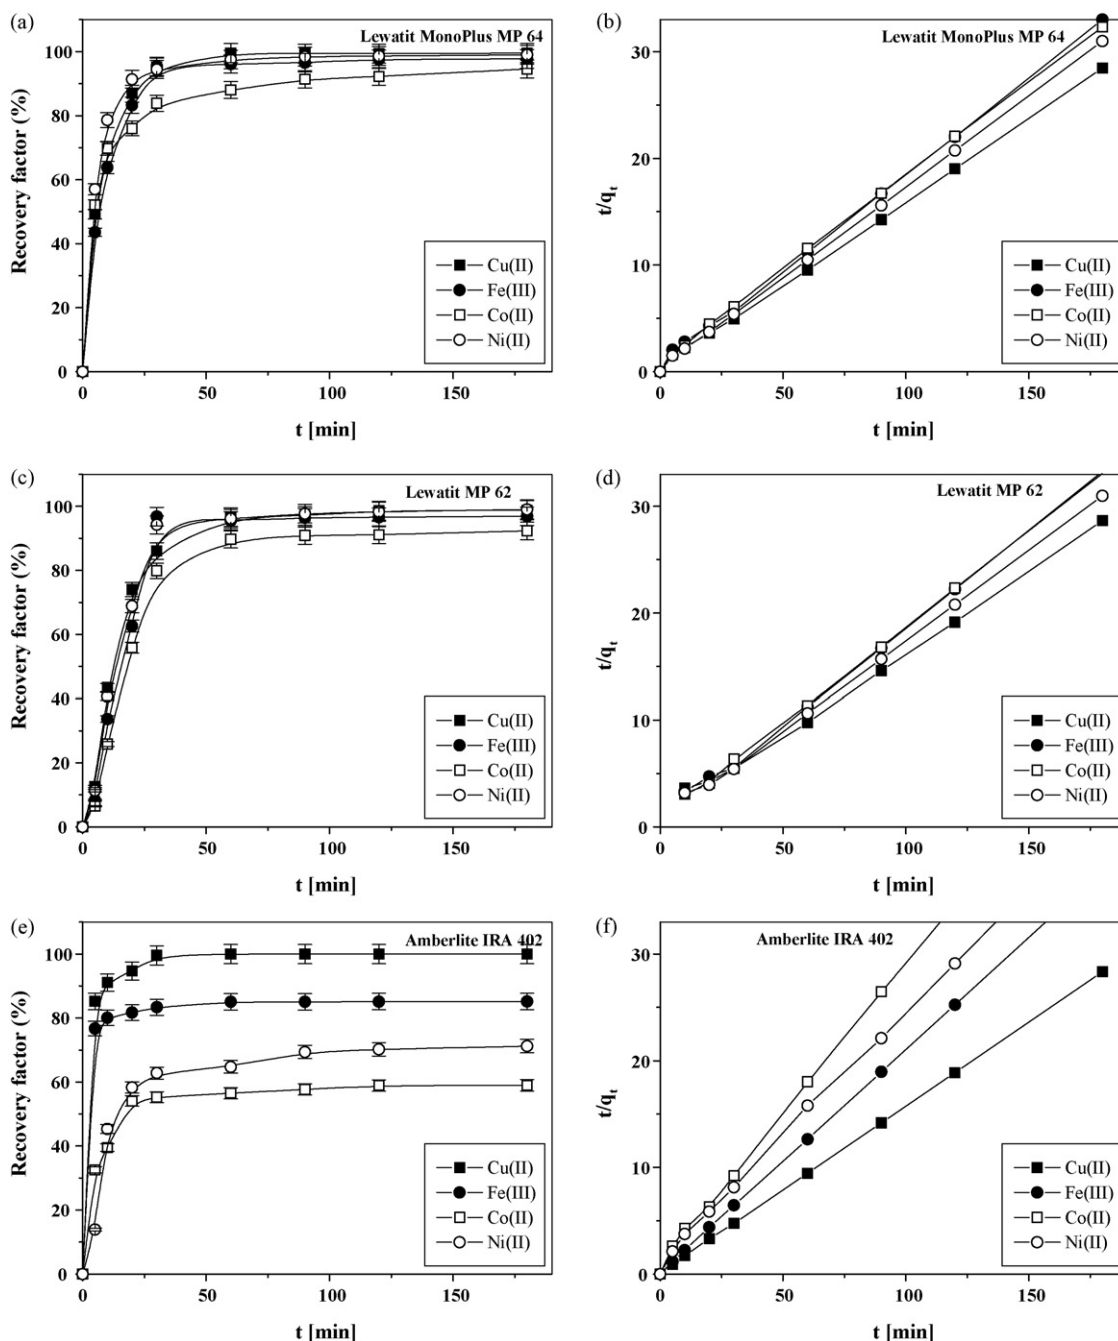 (a)
Lewatit MonoPlus MP 64
Recovery factor (%)
100
80
60
40
20
0
Cu(II)
Fe(III)
Co(II)
Ni(II)
0
50
100
150
t [min]
(b)
Lewatit MonoPlus MP 64
t/qt
30
20
10
0
Cu(II)
Fe(III)
Co(II)
Ni(II)
0
50
100
150
t [min]
(c)
Lewatit MP 62
Recovery factor (%)
100
80
60
40
20
0
Cu(II)
Fe(III)
Co(II)
Ni(II)
0
50
100
150
t [min]
(d)
Lewatit MP 62
t/qt
30
20
10
0
Cu(II)
Fe(III)
Co(II)
Ni(II)
0
50
100
150
t [min]
(e)
Amberlite IRA 402
Recovery factor (%)
100
80
60
40
20
0
Cu(II)
Fe(III)
Co(II)
Ni(II)
0
50
100
150
t [min]
(f)
Amberlite IRA 402
t/qt
30
20
10
0
Cu(II)
Fe(III)
Co(II)
Ni(II)
0
50
100
150
t [min]